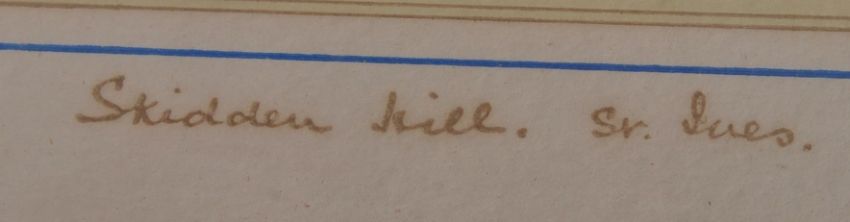 Skidden Hill. St. Ives.